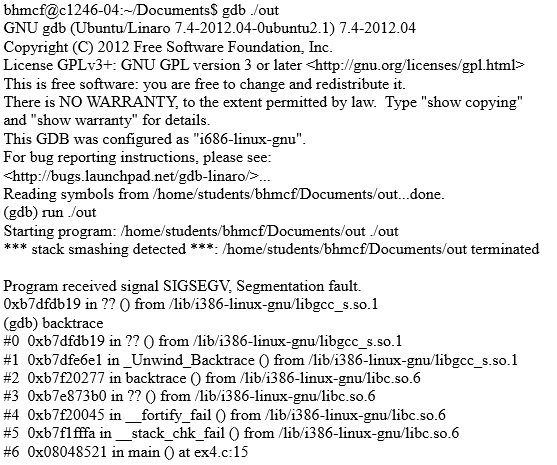 bhmcf@c1246-04:~/Documents$ gdb ./out
GNU gdb (Ubuntu/Linaro 7.4-2012.04-0ubuntu2.1) 7.4-2012.04
Copyright (C) 2012 Free Software Foundation, Inc.
License GPLv3+: GNU GPL version 3 or later <http://gnu.org/licenses/gpl.html>
This is free software: you are free to change and redistribute it.
There is NO WARRANTY, to the extent permitted by law.  Type "show copying"
and "show warranty" for details.
This GDB was configured as "i686-linux-gnu".
For bug reporting instructions, please see:
<http://bugs.launchpad.net/gdb-linaro/>...
Reading symbols from /home/students/bhmcf/Documents/out...done.
(gdb) run ./out
Starting program: /home/students/bhmcf/Documents/out ./out
*** stack smashing detected ***: /home/students/bhmcf/Documents/out terminated
Program received signal SIGSEGV, Segmentation fault.
0xb7dfdb19 in ?? () from /lib/i386-linux-gnu/libgcc_s.so.1
(gdb) backtrace
#0  0xb7dfdb19 in ?? () from /lib/i386-linux-gnu/libgcc_s.so.1
#1  0xb7dfe6e1 in _Unwind_Backtrace () from /lib/i386-linux-gnu/libgcc_s.so.1
#2  0xb7f20277 in backtrace () from /lib/i386-linux-gnu/libc.so.6
#3  0xb7e873b0 in ?? () from /lib/i386-linux-gnu/libc.so.6
#4  0xb7f20045 in __fortify_fail () from /lib/i386-linux-gnu/libc.so.6
#5  0xb7f1fffa in __stack_chk_fail () from /lib/i386-linux-gnu/libc.so.6
#6  0x08048521 in main () at ex4.c:15